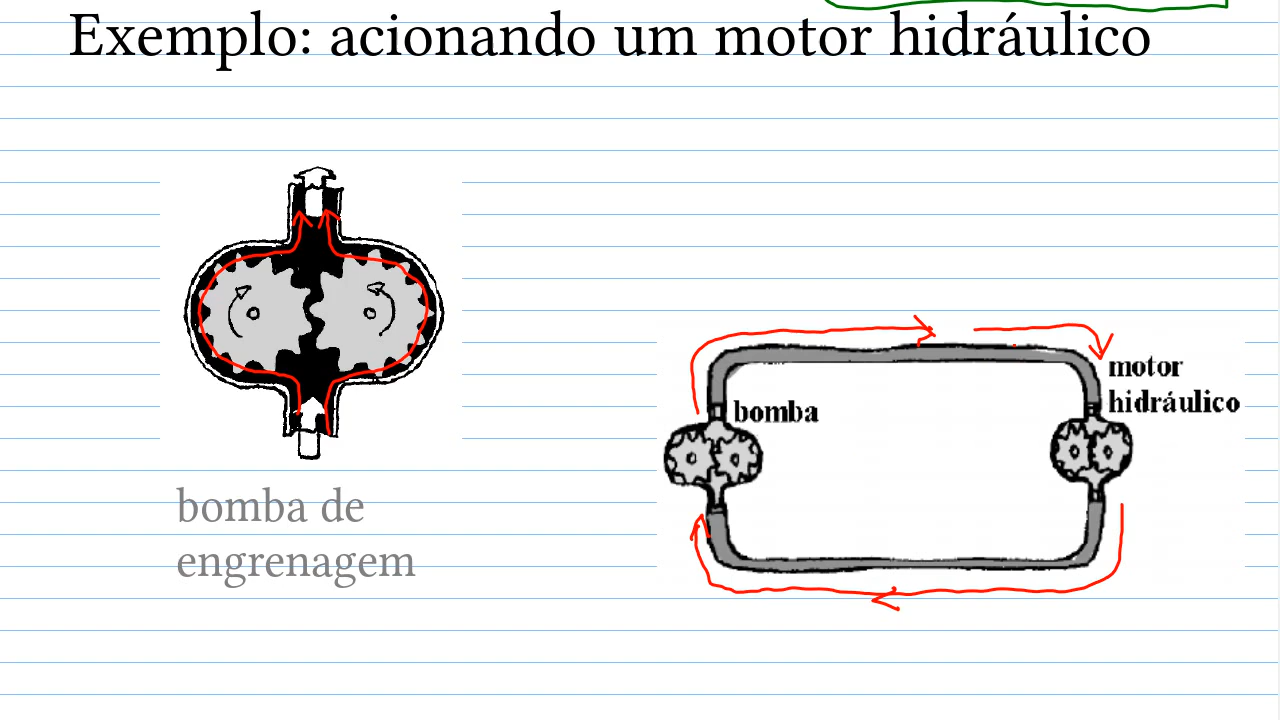 Exemplo: acionando um motor hidráulico
motor
hidráulico
bomba
bomba de
engrenagem